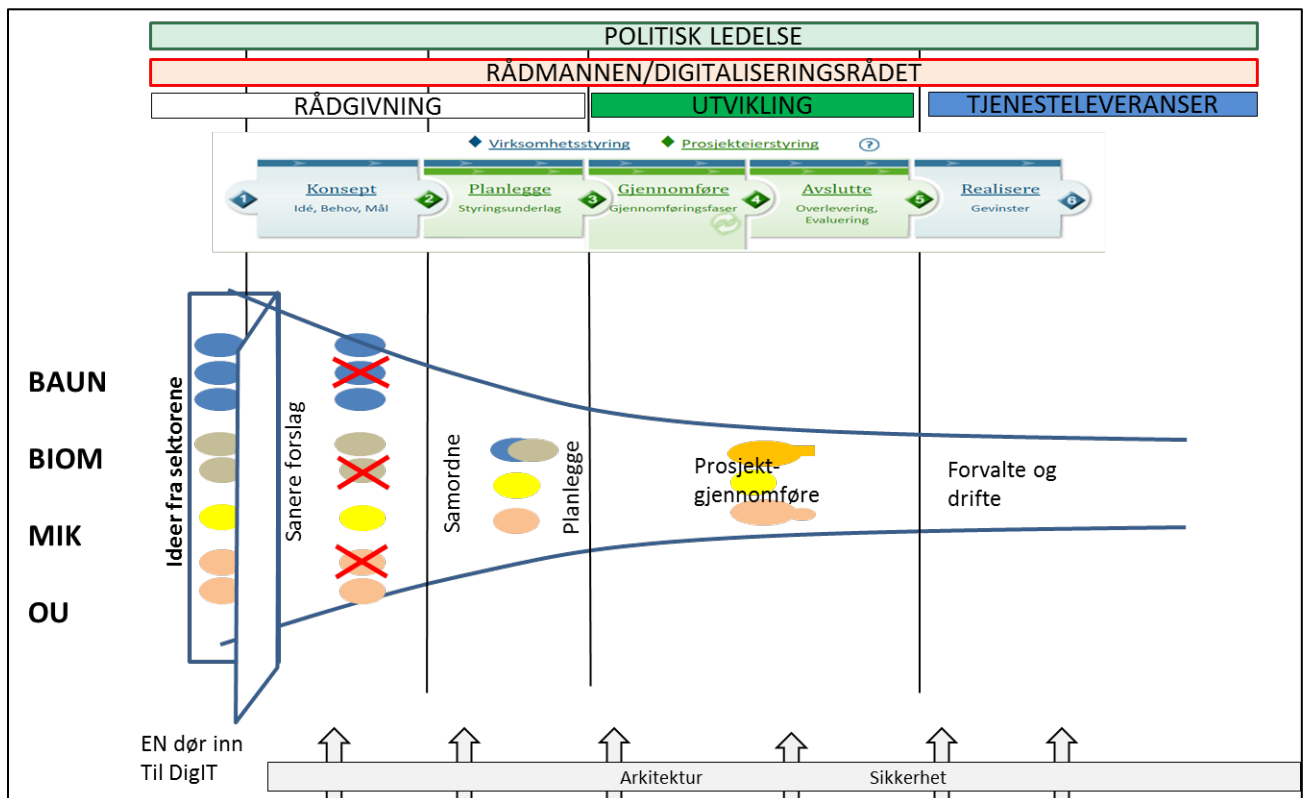 POLITISK LEDELSE
RÅDMANNEN/DIGITALISERINGSRÅDET
RÅDGIVNING
UTVIKLING
TJENESTELEVERANSER
Virksomhetsstyring
Prosjekteierstyring
?
1
Konsept
Idé, Behov, Mål
2
Planlegge
Styringsunderlag
3
Gjennomføre
Gjennomføringsfaser
4
Avslutte
Overlevering,
Evaluering
5
Realisere
Gevinster
6
BAUN
BIOM
MIK
OU
Ideer fra sektorene
Sanere forslag
Samordne
Planlegge
Prosjekt-
gjennomføre
Forvalte og
drifte
EN dør inn
Til DigIT
Arkitektur
Sikkerhet